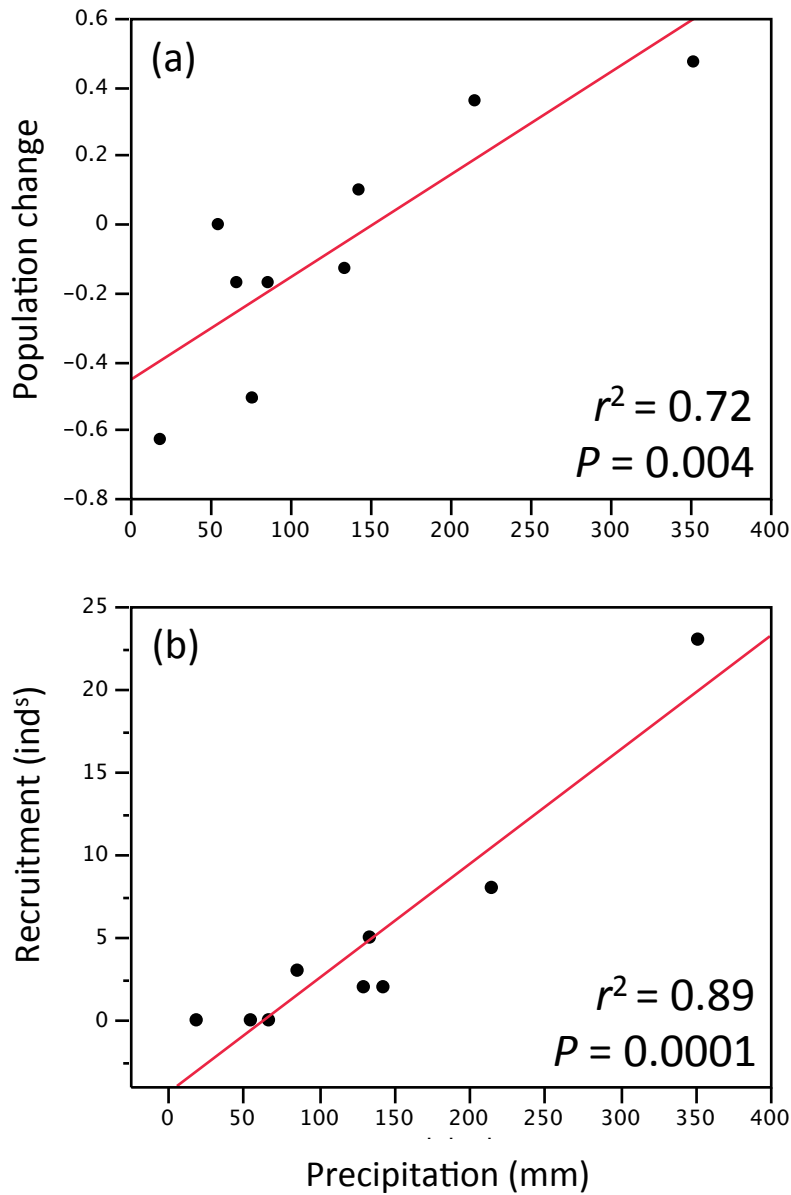 0.6
(a)
0.4
0.2
0
−0.2
−0.4
−0.6
−0.8
Population change
r² = 0.72
P = 0.004
0 50 100 150 200 250 300 350 400
25
(b)
20
15
10
5
0
Recruitment (indˢ)
r² = 0.89
P = 0.0001
0 50 100 150 200 250 300 350 400
Precipitation (mm)